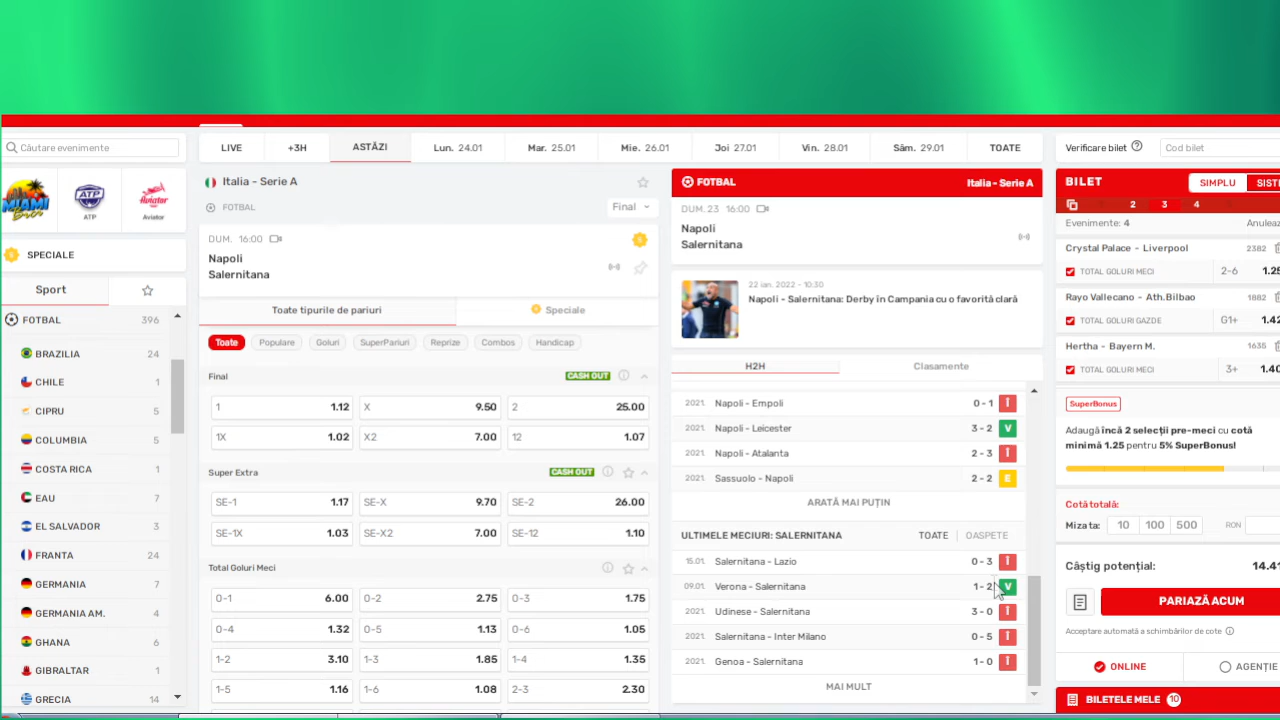 LIVE
+3H
ASTĂZI
Lun. 24.01
Mar. 25.01
Mie. 26.01
Joi 27.01
Vin. 28.01
Sâm. 29.01
TOATE
Căutare evenimente
MIAMI
ATP
Aviator
Aviator
SPECIALE
Sport
FOTBAL 396
BRAZILIA 24
CHILE 1
CIPRU 5
COLUMBIA 5
COSTA RICA 1
EAU 7
EL SALVADOR 3
FRANTA 24
GERMANIA 7
GERMANIA AM. 4
GHANA 6
GIBRALTAR 1
GRECIA 14
Italia - Serie A
FOTBAL
Final
DUM. 16:00
Napoli
Salernitana
Toate tipurile de pariuri
Speciale
Toate Populare Goluri SuperPariuri Reprize Combos Handicap
Final CASH OUT
1 1.12 X 9.50 2 25.00
1X 1.02 X2 7.00 12 1.07
Super Extra CASH OUT
SE-1 1.17 SE-X 9.70 SE-2 26.00
SE-1X 1.03 SE-X2 7.00 SE-12 1.10
Total Goluri Meci
0-1 6.00 0-2 2.75 0-3 1.75
0-4 1.32 0-5 1.13 0-6 1.05
1-2 3.10 1-3 1.85 1-4 1.35
1-5 1.16 1-6 1.08 2-3 2.30
FOTBAL Italia - Serie A
DUM. 23 16:00
Napoli
Salernitana
22 ian. 2022 - 10:30
Napoli - Salernitana: Derby în Campania cu o favorită clară
H2H Clasamente
2021. Napoli - Empoli 0 - 1 Î
2021. Napoli - Leicester 3 - 2 V
2021. Napoli - Atalanta 2 - 3 Î
2021. Sassuolo - Napoli 2 - 2 E
ARATĂ MAI PUȚIN
ULTIMELE MECIURI: SALERNITANA TOATE | OASPETE
15.01. Salernitana - Lazio 0 - 3 Î
09.01. Verona - Salernitana 1 - 2 V
2021. Udinese - Salernitana 3 - 0 Î
2021. Salernitana - Inter Milano 0 - 5 Î
2021. Genoa - Salernitana 1 - 0 Î
MAI MULT
Verificare bilet
Cod bilet
BILET SIMPLU
2 3 4
Evenimente: 4
Crystal Palace - Liverpool 2382
TOTAL GOLURI MECI 2-6
Rayo Vallecano - Ath.Bilbao 1882
TOTAL GOLURI GAZDE G1+
Hertha - Bayern M. 1635
TOTAL GOLURI MECI 3+
SuperBonus
Adaugă încă 2 selecții pre-meci cu cotă
minimă 1.25 pentru 5% SuperBonus!
Cotă totală:
Miza ta: 10 100 500 RON
Câștig potențial: 14.41
PARIAZĂ ACUM
Acceptare automată a schimbărilor de cote
ONLINE AGENȚIE
BILETELE MELE 10